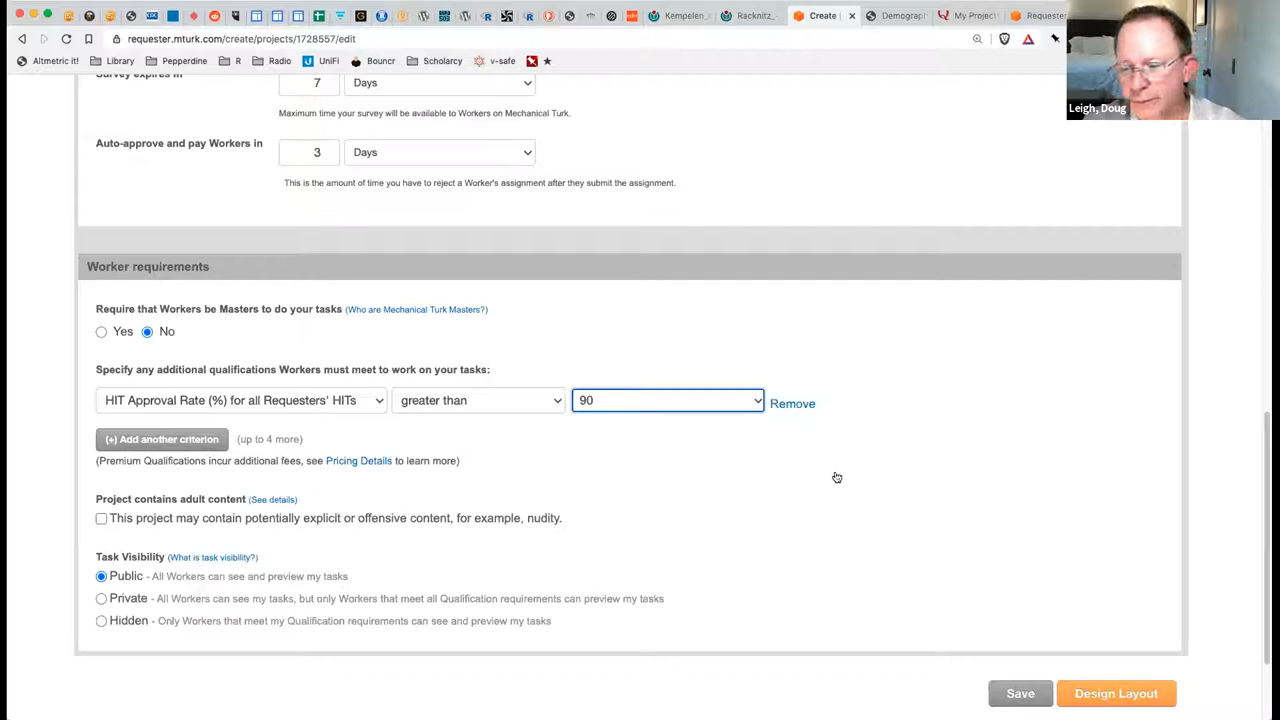 Kempelen_
Racknitz_
Create
Demograp
My Project
Requeste
requester.mturk.com/create/projects/1728557/edit
Altmetric it!
Library
Pepperdine
R
Radio
UniFi
Bouncr
Scholarcy
v-safe
Leigh, Doug
Survey expires in
7
Days
Maximum time your survey will be available to Workers on Mechanical Turk.
Auto-approve and pay Workers in
3
Days
This is the amount of time you have to reject a Worker's assignment after they submit the assignment.
Worker requirements
Require that Workers be Masters to do your tasks (Who are Mechanical Turk Masters?)
Yes No
Specify any additional qualifications Workers must meet to work on your tasks:
HIT Approval Rate (%) for all Requesters' HITs greater than 90 Remove
(+) Add another criterion (up to 4 more)
(Premium Qualifications incur additional fees, see Pricing Details to learn more)
Project contains adult content (See details)
This project may contain potentially explicit or offensive content, for example, nudity.
Task Visibility (What is task visibility?)
Public - All Workers can see and preview my tasks
Private - All Workers can see my tasks, but only Workers that meet all Qualification requirements can preview my tasks
Hidden - Only Workers that meet my Qualification requirements can see and preview my tasks
Save Design Layout